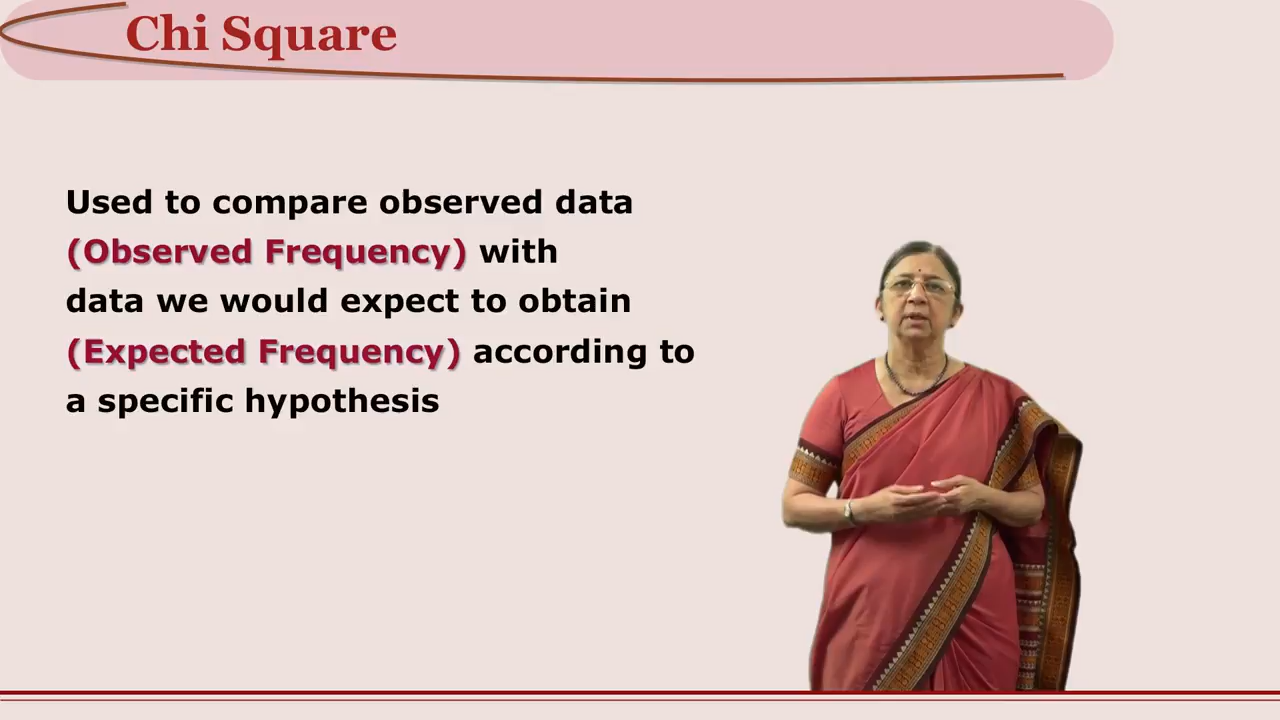 Chi Square
Used to compare observed data
(Observed Frequency) with
data we would expect to obtain
(Expected Frequency) according to
a specific hypothesis